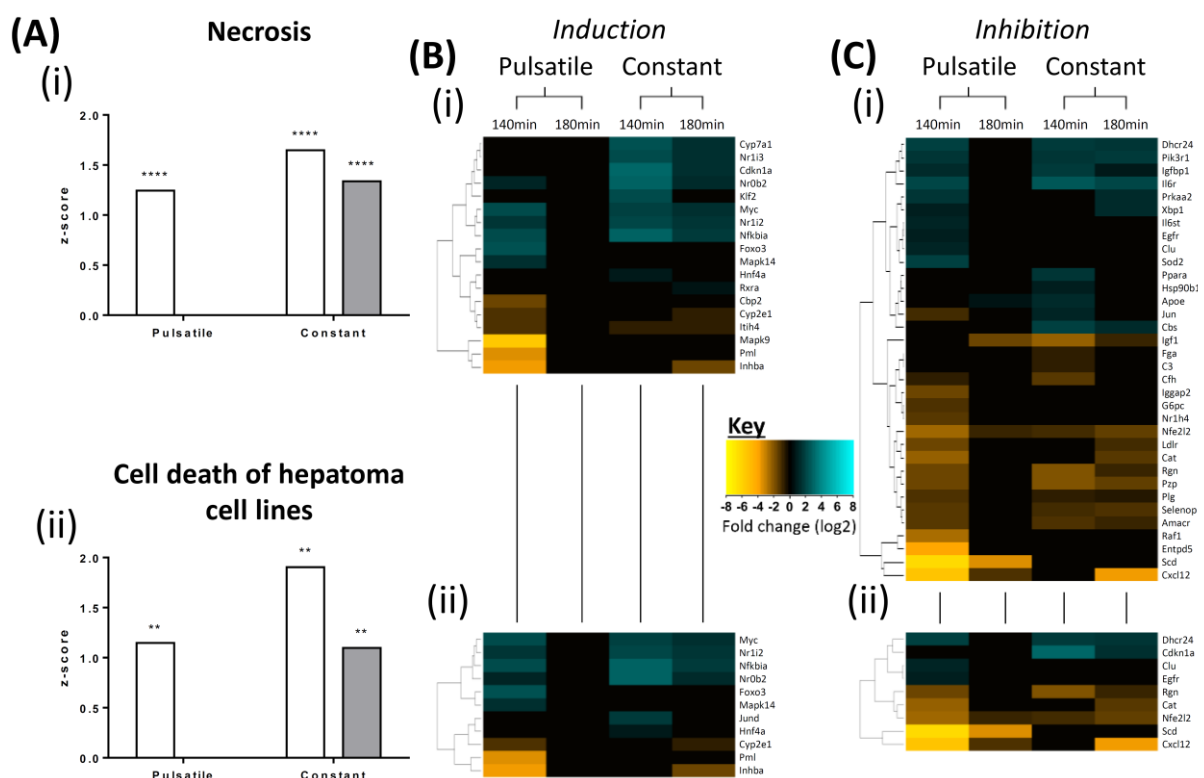 (A)
Necrosis
(i)
z-score
2.0
1.5
1.0
0.5
0.0
****
****
****
Pulsatile
Constant
Cell death of hepatoma
cell lines
(ii)
z-score
2.0
1.5
1.0
0.5
0.0
**
**
**
Pulsatile
Constant
(B)
Induction
Pulsatile
Constant
(i)
140min
180min
140min
180min
Cyp7a1
Nr1i3
Cdkn1a
Nr0b2
Klf2
Myc
Nr1i2
Nfkbia
Foxo3
Mapk14
Hnf4a
Rxra
Cbp2
Cyp2e1
Itih4
Mapk9
Pml
Inhba
Key
-8 -6 -4 -2 0 2 4 6 8
Fold change (log2)
(ii)
Myc
Nr1i2
Nfkbia
Nr0b2
Foxo3
Mapk14
Jund
Hnf4a
Cyp2e1
Pml
Inhba
(C)
Inhibition
Pulsatile
Constant
(i)
140min
180min
140min
180min
Dhcr24
Pik3r1
Igfbp1
Il6r
Prkaa2
Xbp1
Il6st
Egfr
Clu
Sod2
Ppara
Hsp90b1
Apoe
Jun
Cbs
Igf1
Fga
C3
Cfh
Iggap2
G6pc
Nr1h4
Nfe2l2
Ldlr
Cat
Rgn
Pzp
Plg
Selenop
Amacr
Raf1
Entpd5
Scd
Cxcl12
(ii)
Dhcr24
Cdkn1a
Clu
Egfr
Rgn
Cat
Nfe2l2
Scd
Cxcl12